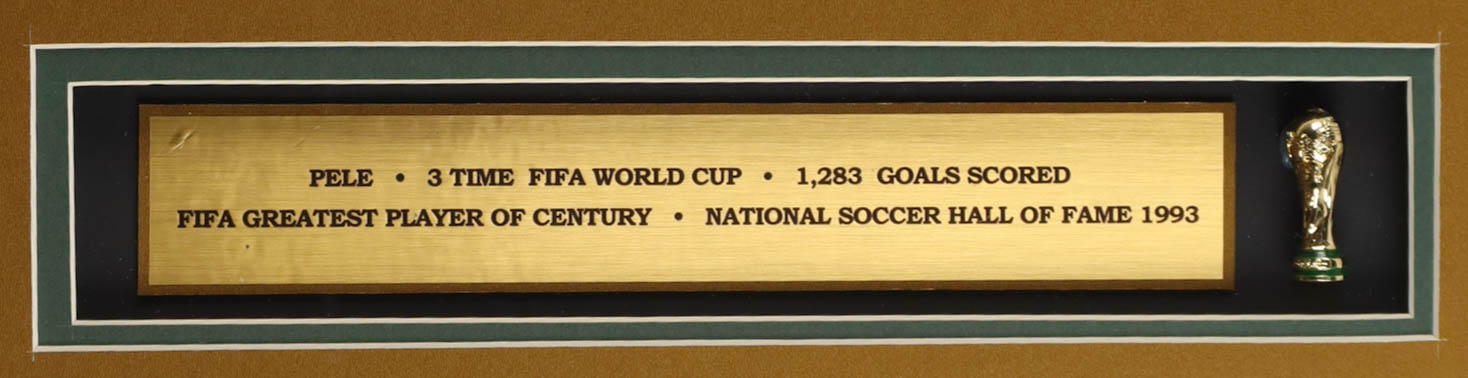 PELE • 3 TIME FIFA WORLD CUP • 1,283 GOALS SCORED
FIFA GREATEST PLAYER OF CENTURY • NATIONAL SOCCER HALL OF FAME 1993